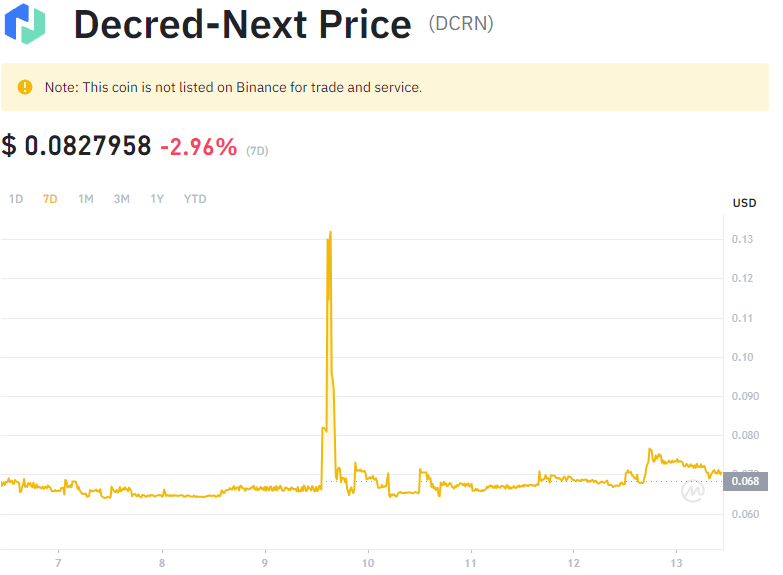 Decred-Next Price (DCRN)
Note: This coin is not listed on Binance for trade and service.
$ 0.0827958 -2.96% (7D)
1D 7D 1M 3M 1Y YTD
USD
0.13
0.12
0.11
0.10
0.090
0.080
0.068
0.060
7 8 9 10 11 12 13